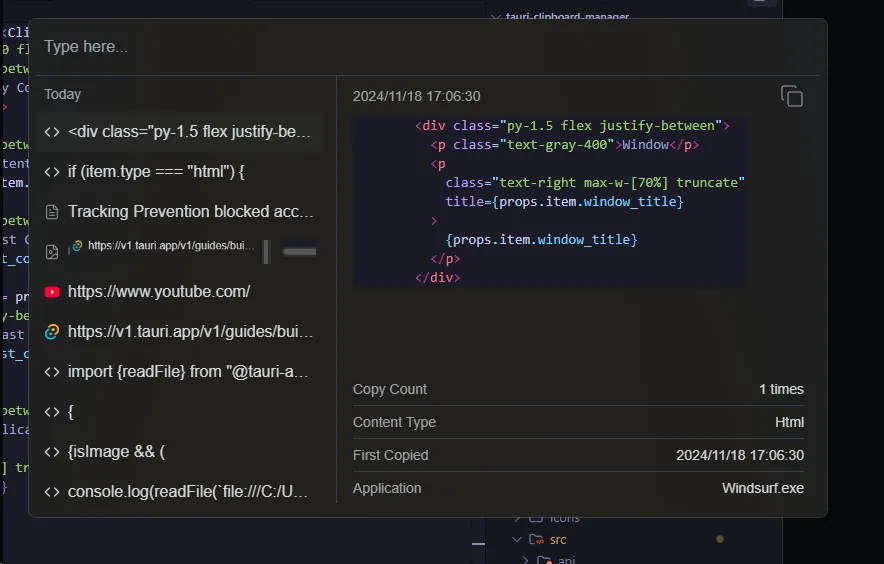 tauri-clipboard-manager
Type here...
Today
<div class="py-1.5 flex justify-be...
if (item.type === "html") {
Tracking Prevention blocked acc...
https://v1.tauri.app/v1/guides/bui...
https://www.youtube.com/
https://v1.tauri.app/v1/guides/bui...
import {readFile} from "@tauri-a...
{
{isImage && (
console.log(readFile(`file:///C:/U...
2024/11/18 17:06:30
<div class="py-1.5 flex justify-between">
<p class="text-gray-400">Window</p>
<p
class="text-right max-w-[70%] truncate"
title={props.item.window_title}
>
{props.item.window_title}
</p>
</div>
Copy Count 1 times
Content Type Html
First Copied 2024/11/18 17:06:30
Application Windsurf.exe
icons
src
api